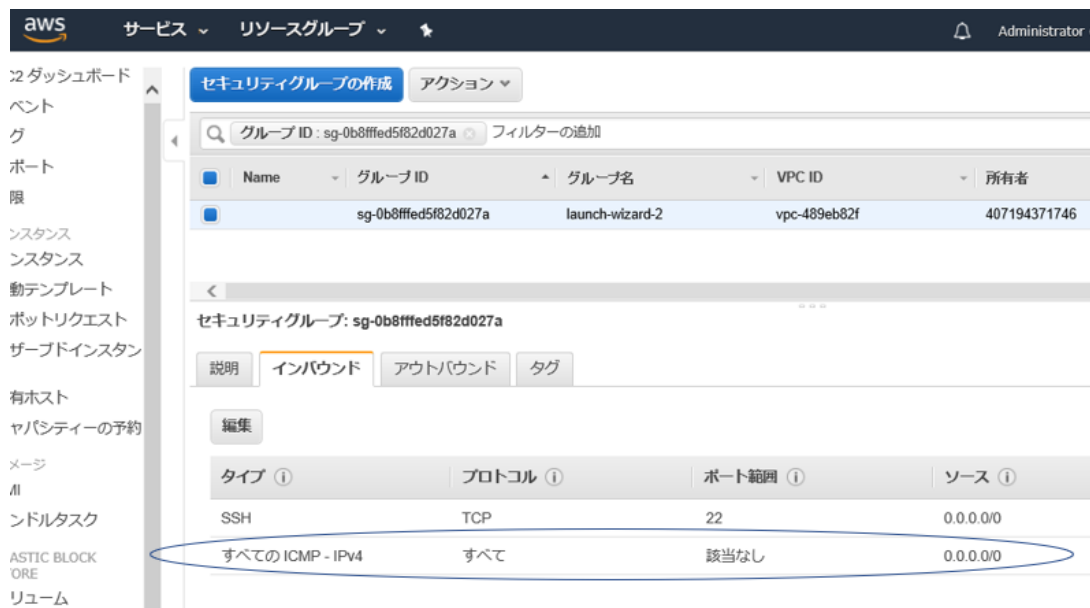 aws サービス リソースグループ Administrator
C2 ダッシュボード
ベント
グ
ポート
限
ンスタンス
ンスタンス
動テンプレート
ポットリクエスト
ザーブドインスタン
有ホスト
ャパシティーの予約
メージ
MI
ンドルタスク
ASTIC BLOCK
ORE
リューム
セキュリティグループの作成 アクション
グループ ID : sg-0b8fffed5f82d027a フィルターの追加
Name グループ ID グループ名 VPC ID 所有者
sg-0b8fffed5f82d027a launch-wizard-2 vpc-489eb82f 407194371746
セキュリティグループ: sg-0b8fffed5f82d027a
説明 インバウンド アウトバウンド タグ
編集
タイプ プロトコル ポート範囲 ソース
SSH TCP 22 0.0.0.0/0
すべての ICMP - IPv4 すべて 該当なし 0.0.0.0/0